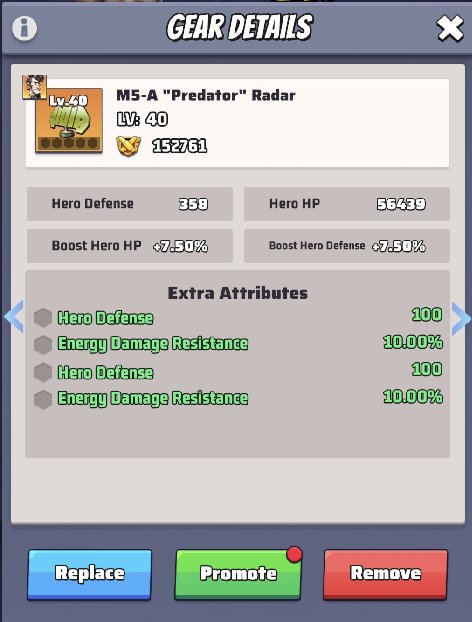 GEAR DETAILS
Lv.40
M5-A "Predator" Radar
LV: 40
152761
Hero Defense 358
Hero HP 56439
Boost Hero HP +7.50%
Boost Hero Defense +7.50%
Extra Attributes
Hero Defense 100
Energy Damage Resistance 10.00%
Hero Defense 100
Energy Damage Resistance 10.00%
Replace
Promote
Remove